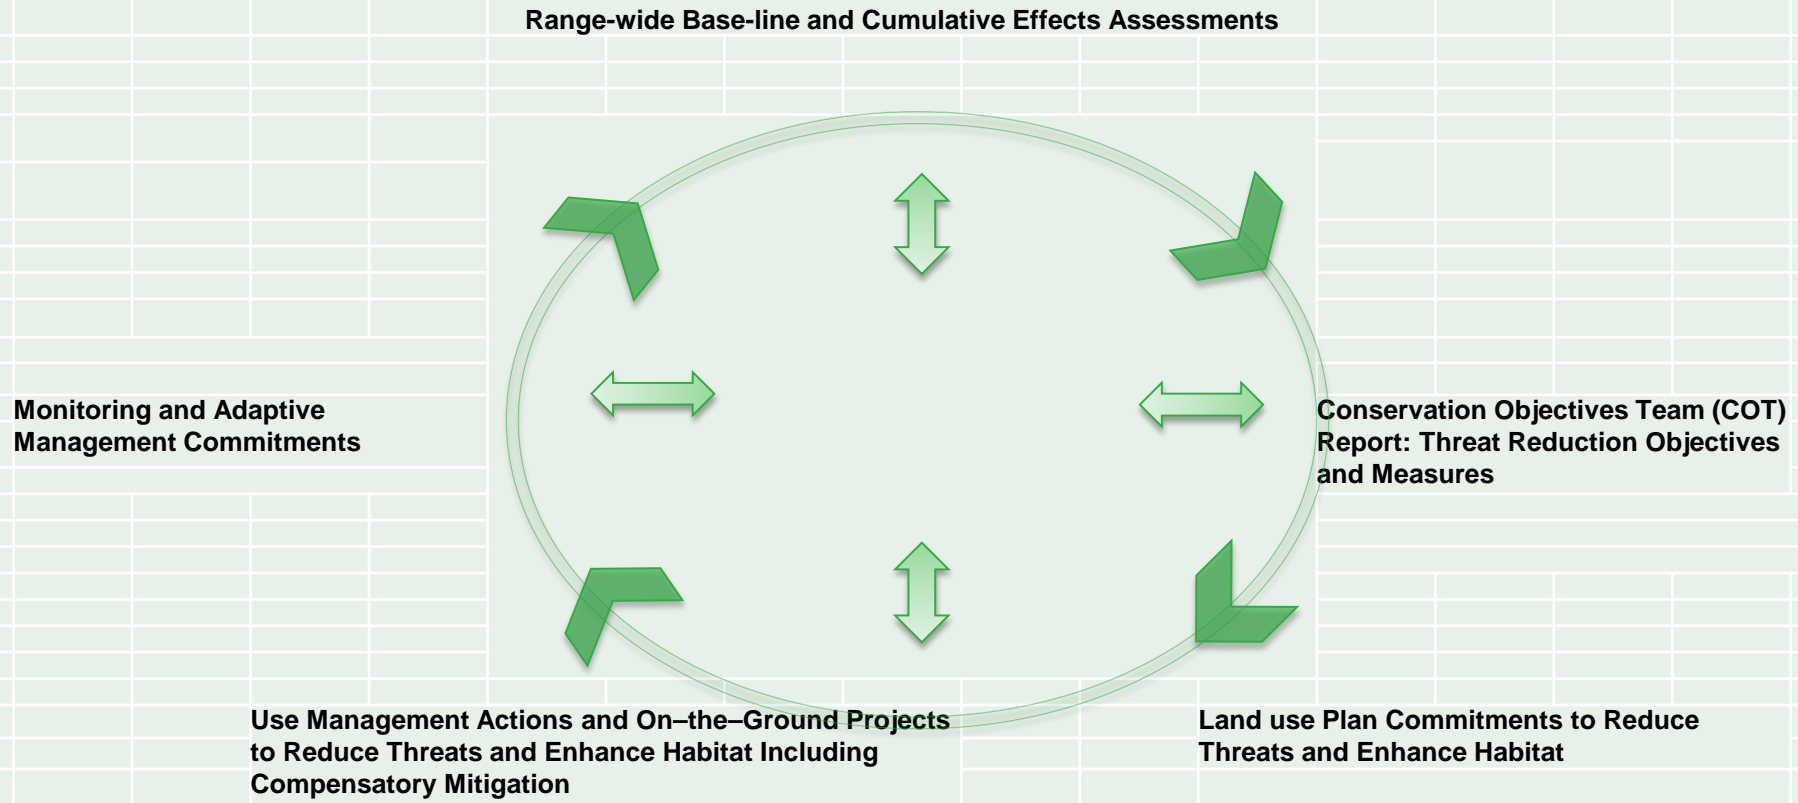 Range-wide Base-line and Cumulative Effects Assessments
Monitoring and Adaptive
Management Commitments
Conservation Objectives Team (COT)
Report: Threat Reduction Objectives
and Measures
Use Management Actions and On–the–Ground Projects
to Reduce Threats and Enhance Habitat Including
Compensatory Mitigation
Land use Plan Commitments to Reduce
Threats and Enhance Habitat